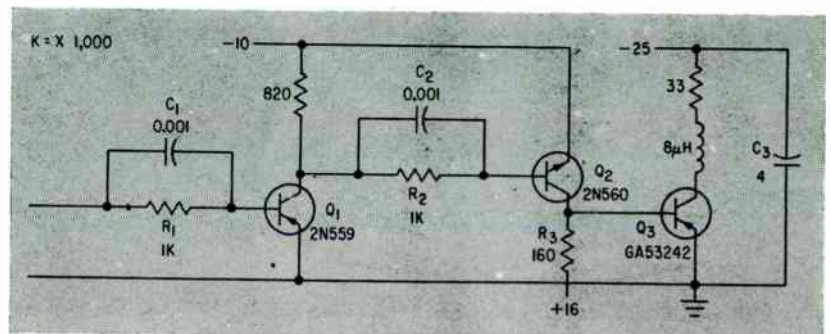 K = X 1,000
-10
-25
820
C1
0.001
C2
0.001
33
8μH
C3
4
R1
1K
Q1
2N559
R2
1K
Q2
2N560
R3
160
Q3
GA53242
+16